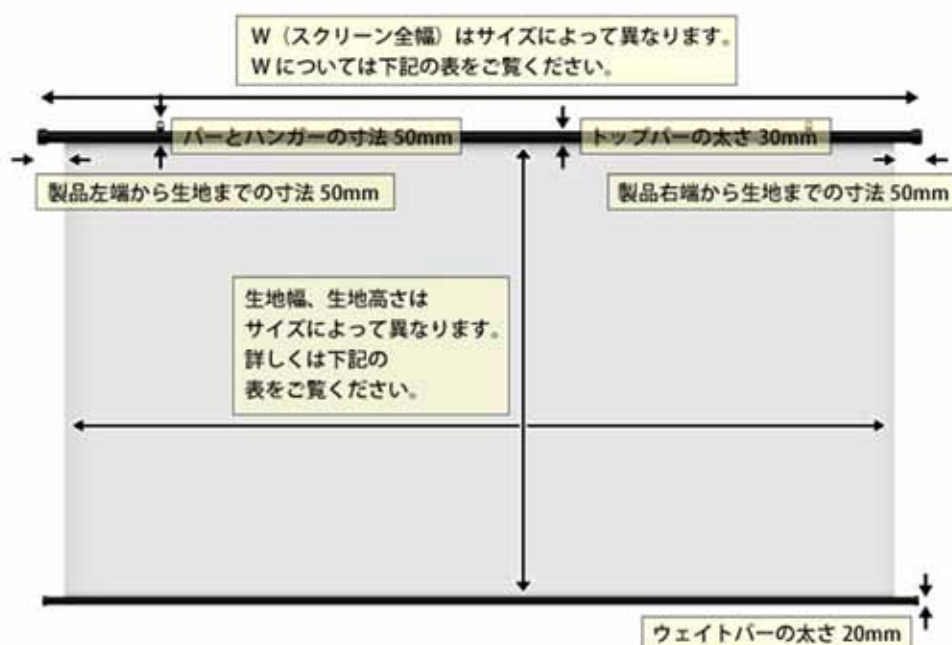 W（スクリーン全幅）はサイズによって異なります。
W については下記の表をご覧ください。
バーとハンガーの寸法 50mm
トップバーの太さ 30mm
製品左端から生地までの寸法 50mm
製品右端から生地までの寸法 50mm
生地幅、生地高さは
サイズによって異なります。
詳しくは下記の
表をご覧ください。
ウェイトバーの太さ 20mm